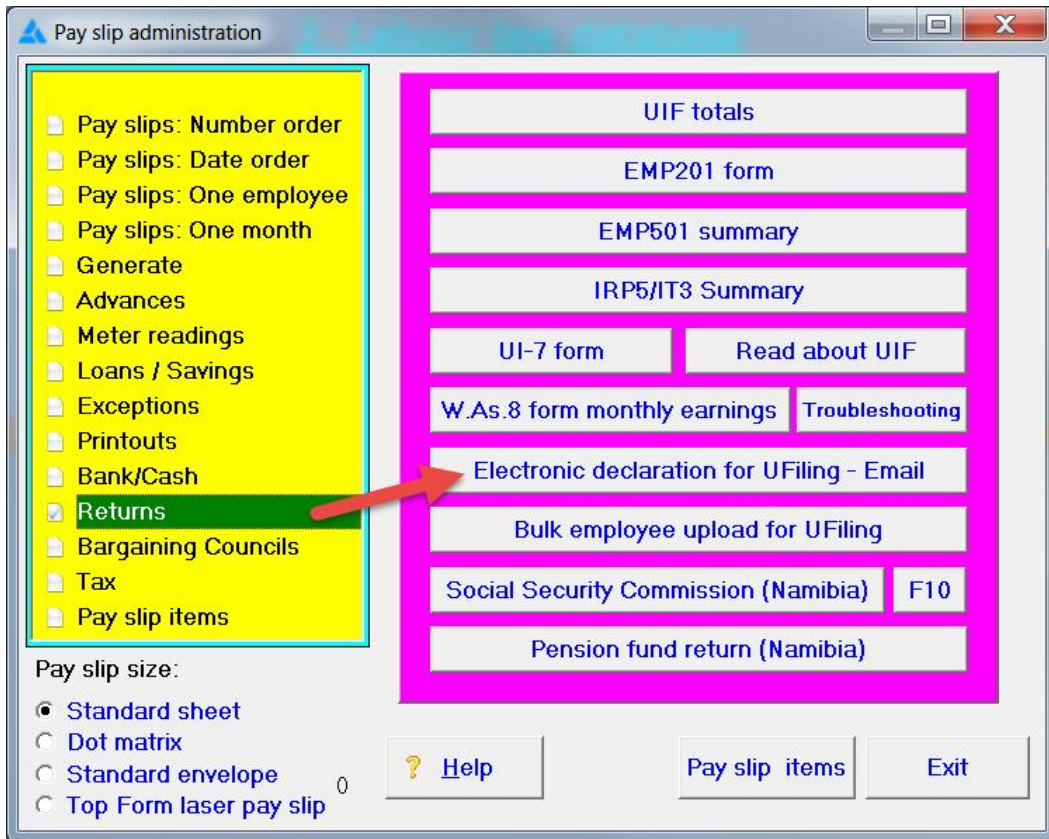 Pay slip administration
2. Labour law database
Pay slips: Number order
Pay slips: Date order
Pay slips: One employee
Pay slips: One month
Generate
Advances
Meter readings
Loans / Savings
Exceptions
Printouts
Bank/Cash
Returns
Bargaining Councils
Tax
Pay slip items
Pay slip size:
Standard sheet
Dot matrix
Standard envelope
0
Top Form laser pay slip
UIF totals
EMP201 form
EMP501 summary
IRP5/IT3 Summary
UI-7 form
Read about UIF
W.As.8 form monthly earnings
Troubleshooting
Electronic declaration for UFiling - Email
Bulk employee upload for UFiling
Social Security Commission (Namibia)
F10
Pension fund return (Namibia)
? Help
Pay slip items
Exit